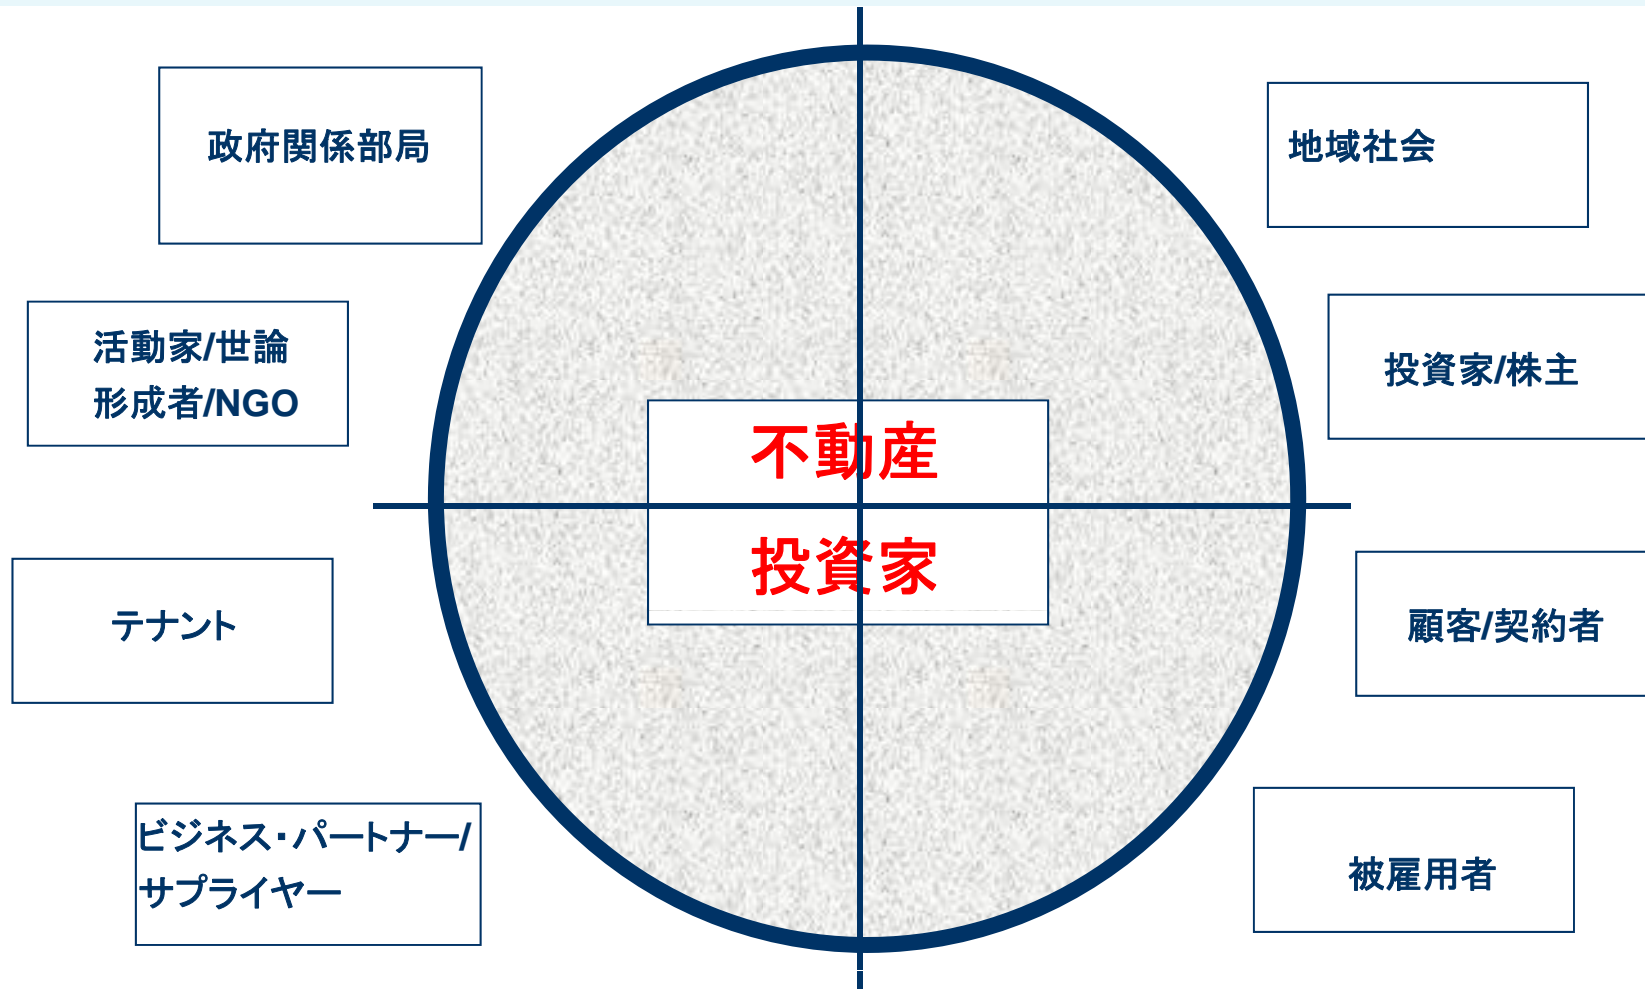 政府関係部局
地域社会
活動家/世論
形成者/NGO
投資家/株主
不動産
投資家
テナント
顧客/契約者
ビジネス・パートナー/
サプライヤー
被雇用者